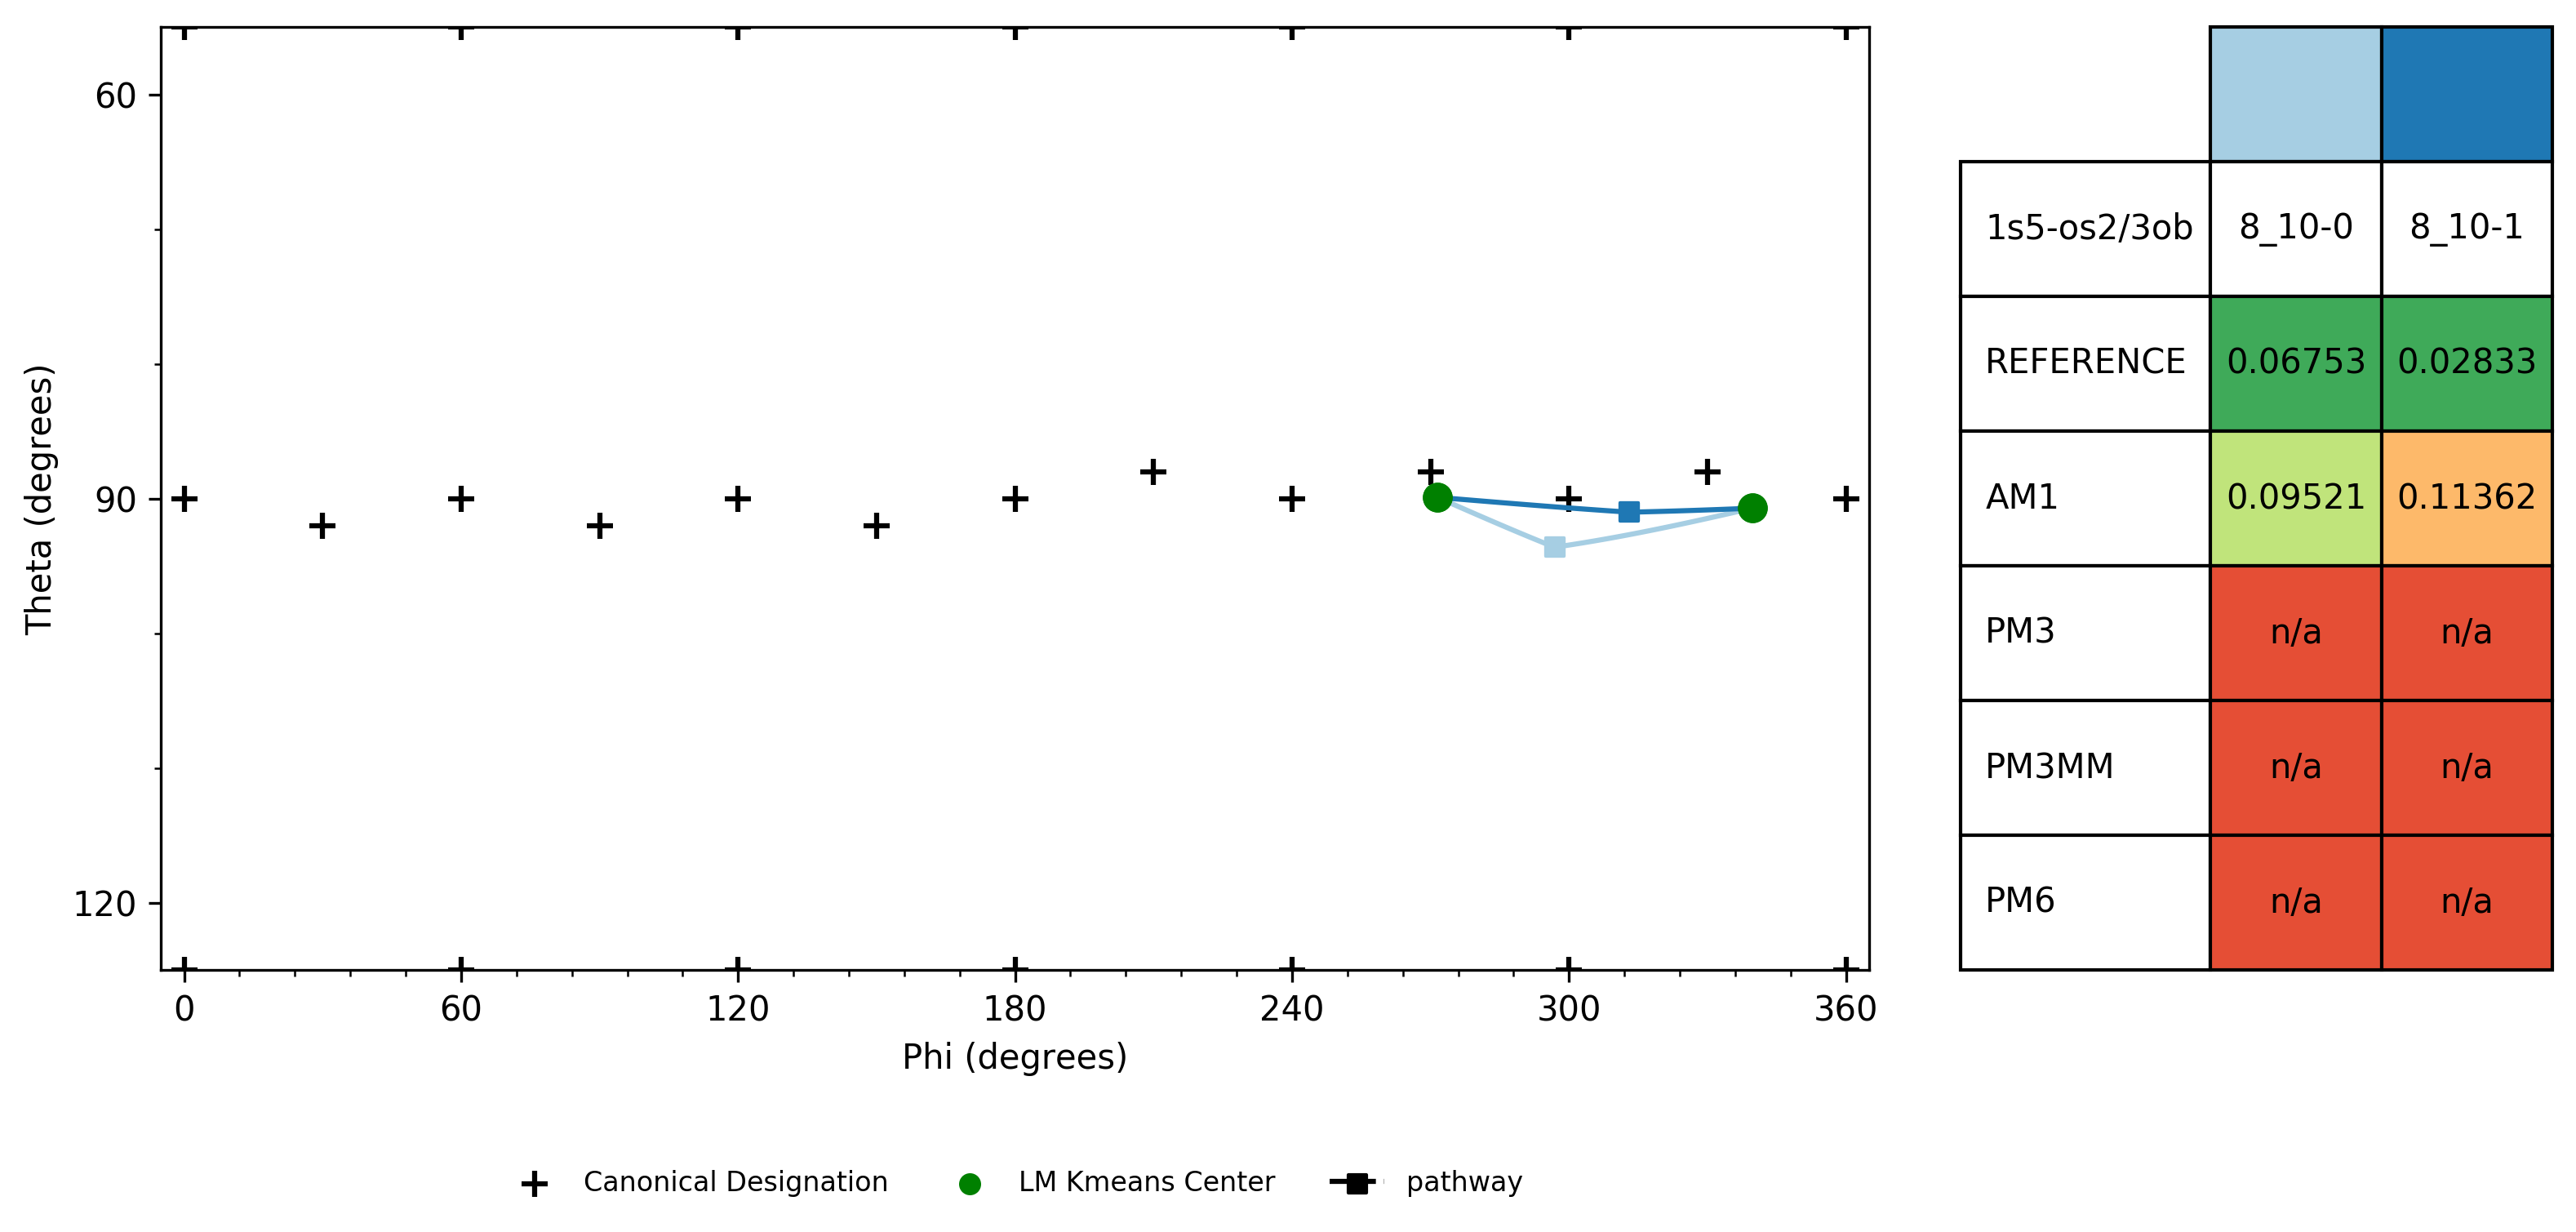 60
90
120
Theta (degrees)
0 60 120 180 240 300 360
Phi (degrees)
Canonical Designation LM Kmeans Center pathway
1s5-os2/3ob 8_10-0 8_10-1
REFERENCE 0.06753 0.02833
AM1 0.09521 0.11362
PM3 n/a n/a
PM3MM n/a n/a
PM6 n/a n/a